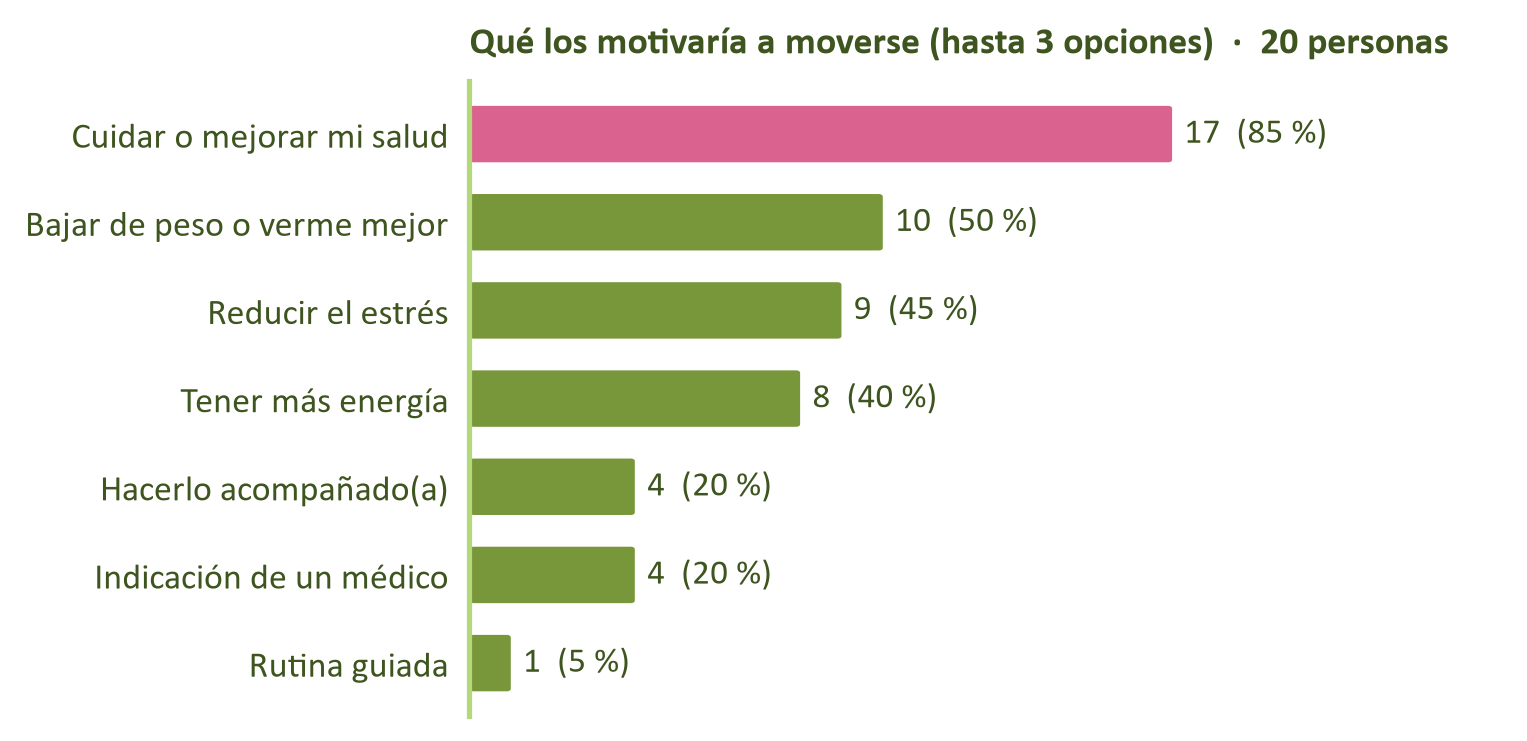 Qué los motivaría a moverse (hasta 3 opciones) · 20 personas
Cuidar o mejorar mi salud 17 (85 %)
Bajar de peso o verme mejor 10 (50 %)
Reducir el estrés 9 (45 %)
Tener más energía 8 (40 %)
Hacerlo acompañado(a) 4 (20 %)
Indicación de un médico 4 (20 %)
Rutina guiada 1 (5 %)